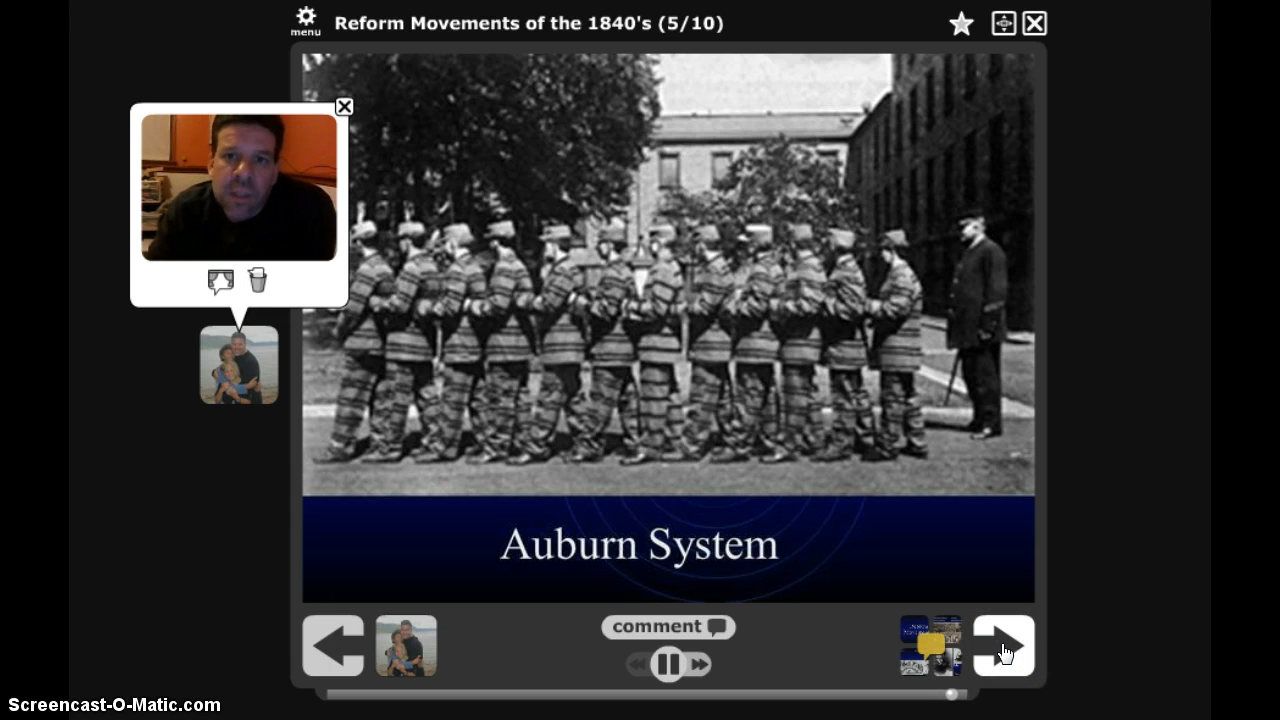 menu
Reform Movements of the 1840's (5/10)
Auburn System
comment
Screencast-O-Matic.com